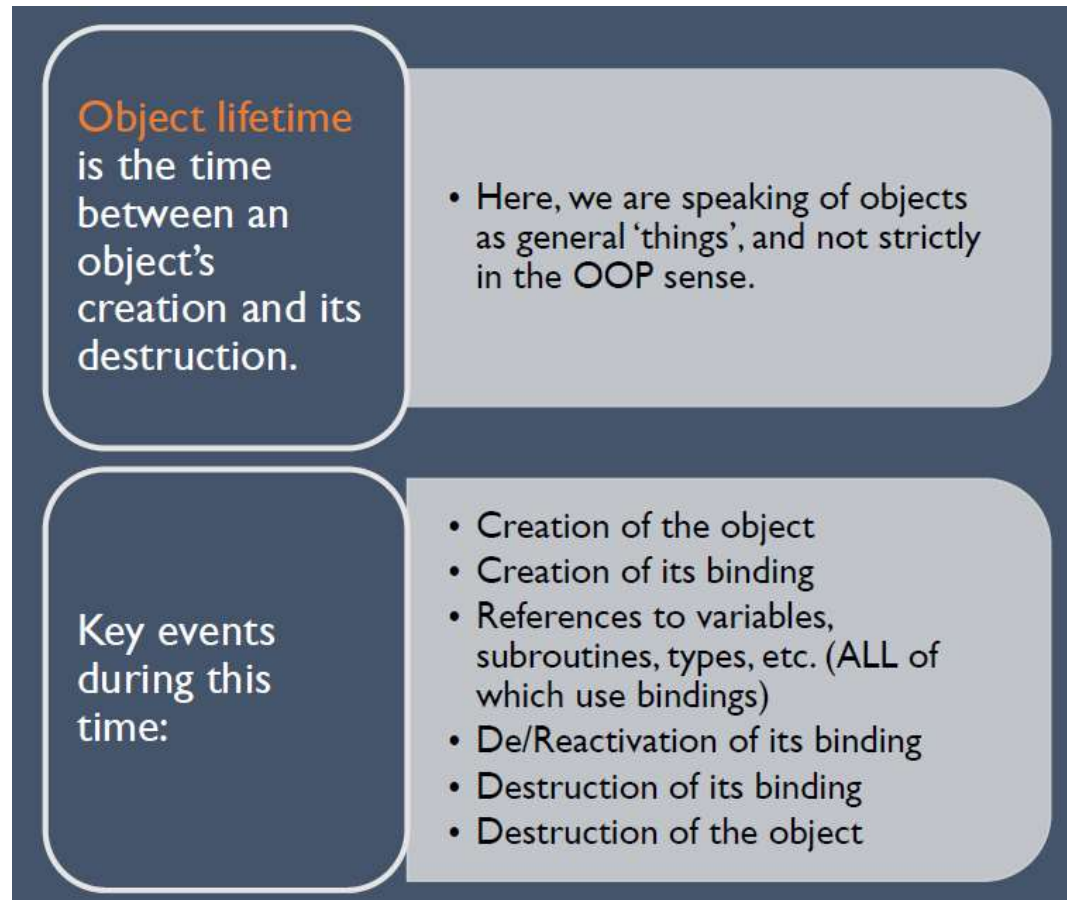 Object lifetime
is the time
between an
object’s
creation and its
destruction.
• Here, we are speaking of objects
as general ‘things’, and not strictly
in the OOP sense.
Key events
during this
time:
• Creation of the object
• Creation of its binding
• References to variables,
subroutines, types, etc. (ALL of
which use bindings)
• De/Reactivation of its binding
• Destruction of its binding
• Destruction of the object